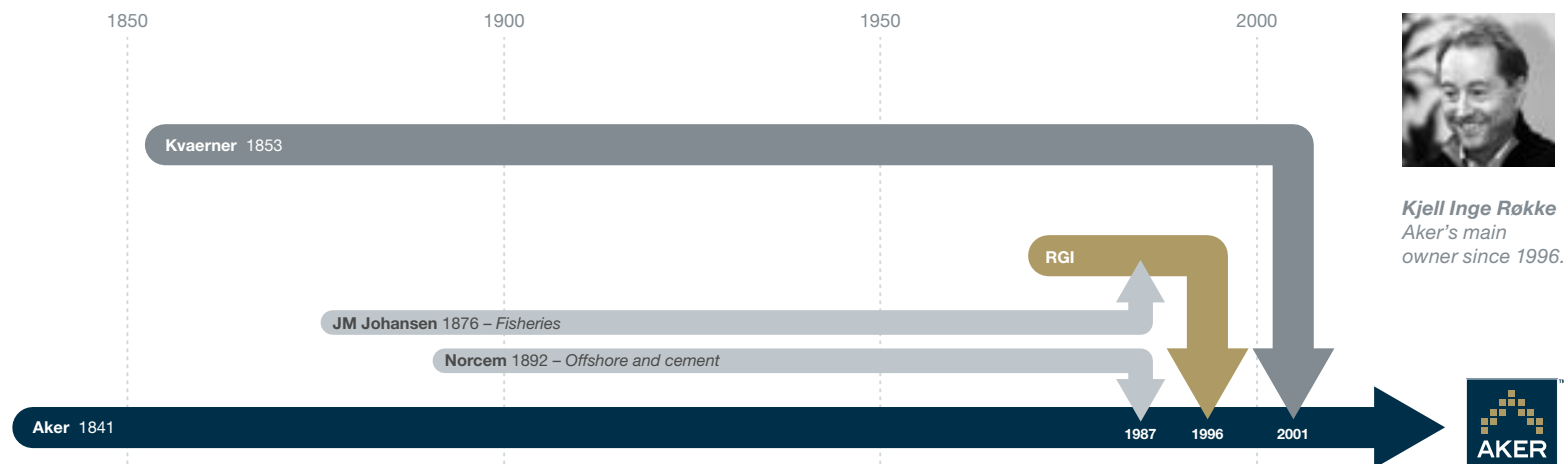 1850
1900
1950
2000
Kvaerner 1853
Kjell Inge Røkke
Aker's main
owner since 1996.
RGI
JM Johansen 1876 – Fisheries
Norcem 1892 – Offshore and cement
Aker 1841
1987
1996
2001
AKER
™